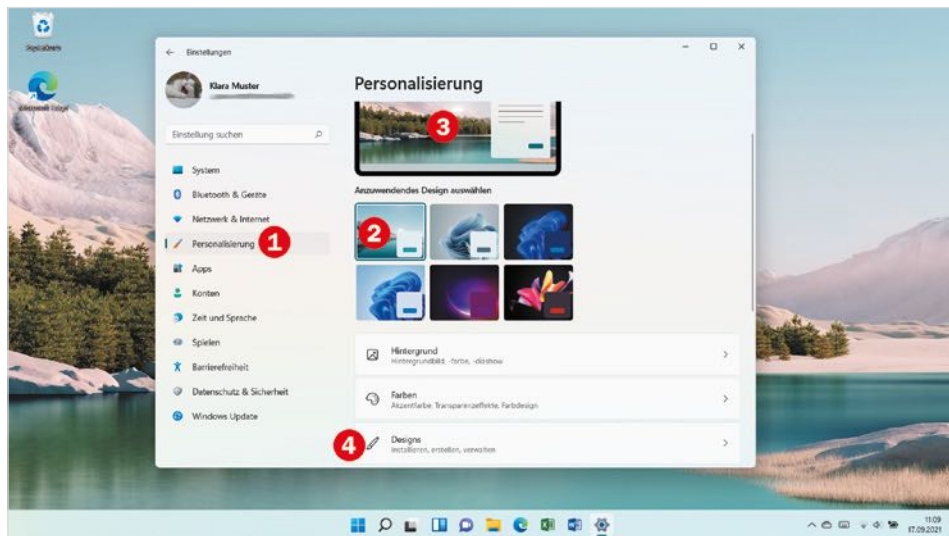 Einstellungen
Klara Muster
Einstellung suchen
System
Bluetooth & Geräte
Netzwerk & Internet
Personalisierung
1
Apps
Konten
Zeit und Sprache
Spielen
Barrierefreiheit
Datenschutz & Sicherheit
Windows Update
Personalisierung
3
Anzuwendendes Design auswählen
2
Hintergrund
Hintergrundbild, -farbe, -diashow
Farben
Akzentfarbe, Transparenzeffekte, Farbdesign
4
Designs
Installieren, erstellen, verwalten
11:09
17.09.2021